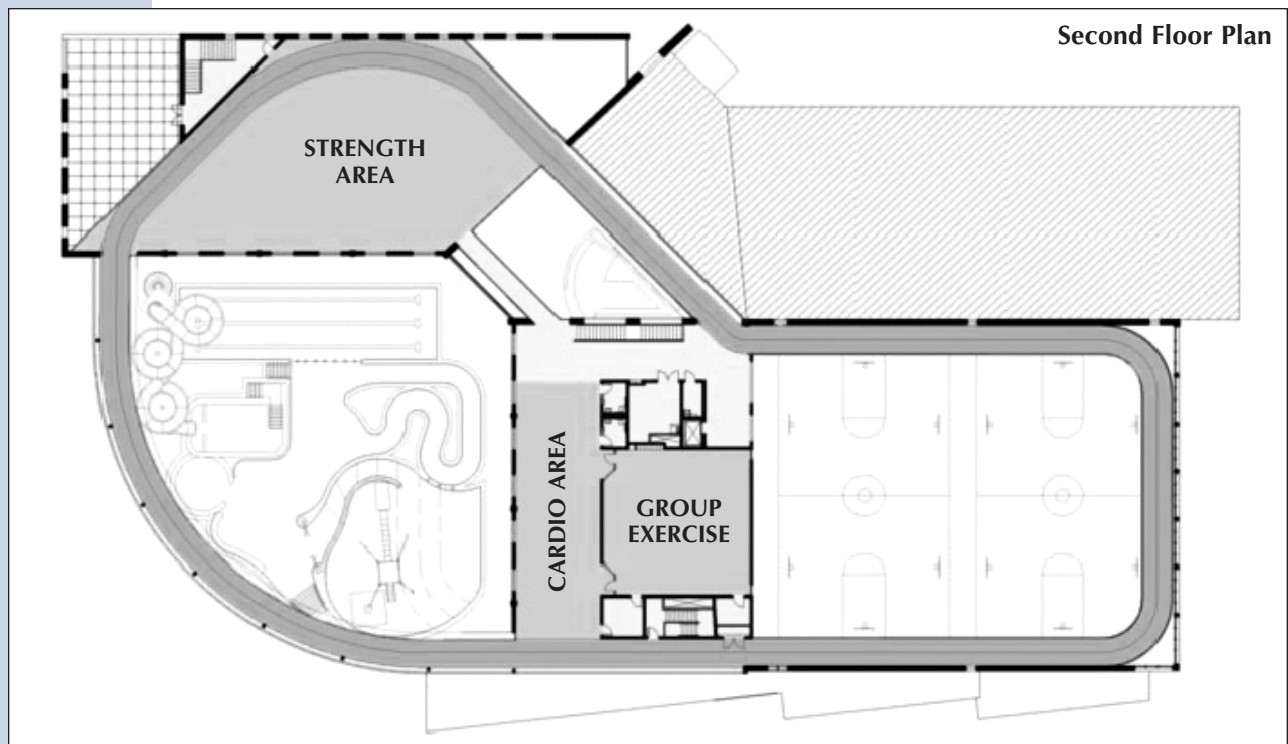 Second Floor Plan
STRENGTH
AREA
CARDIO AREA
GROUP
EXERCISE